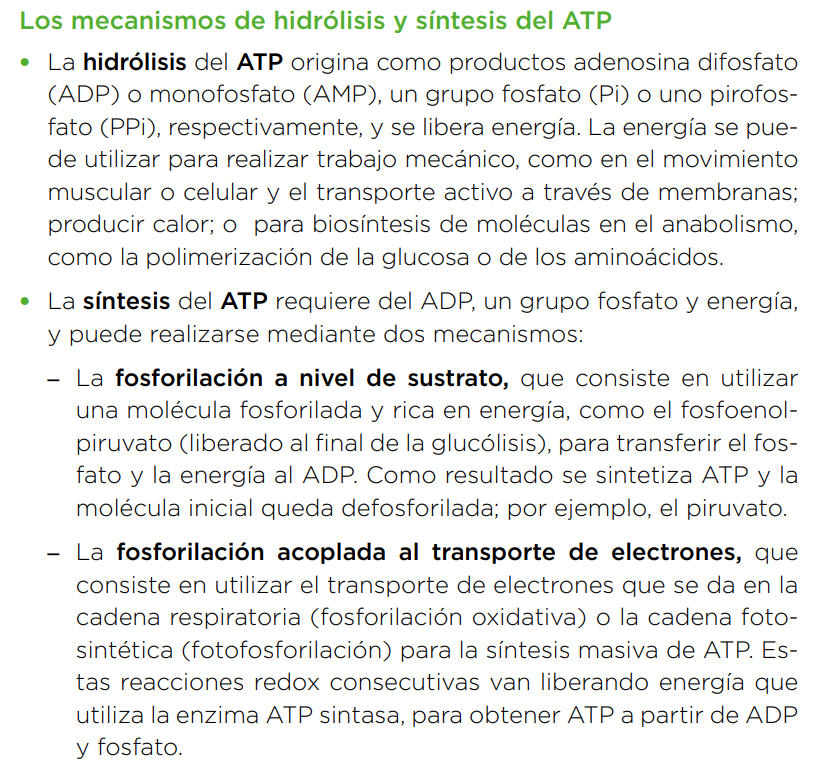 Los mecanismos de hidrólisis y síntesis del ATP
• La hidrólisis del ATP origina como productos adenosina difosfato
(ADP) o monofosfato (AMP), un grupo fosfato (Pi) o uno pirofos-
fato (PPi), respectivamente, y se libera energía. La energía se pue-
de utilizar para realizar trabajo mecánico, como en el movimiento
muscular o celular y el transporte activo a través de membranas;
producir calor; o para biosíntesis de moléculas en el anabolismo,
como la polimerización de la glucosa o de los aminoácidos.
• La síntesis del ATP requiere del ADP, un grupo fosfato y energía,
y puede realizarse mediante dos mecanismos:
– La fosforilación a nivel de sustrato, que consiste en utilizar
una molécula fosforilada y rica en energía, como el fosfoenol-
piruvato (liberado al final de la glucólisis), para transferir el fos-
fato y la energía al ADP. Como resultado se sintetiza ATP y la
molécula inicial queda defosforilada; por ejemplo, el piruvato.
– La fosforilación acoplada al transporte de electrones, que
consiste en utilizar el transporte de electrones que se da en la
cadena respiratoria (fosforilación oxidativa) o la cadena foto-
sintética (fotofosforilación) para la síntesis masiva de ATP. Es-
tas reacciones redox consecutivas van liberando energía que
utiliza la enzima ATP sintasa, para obtener ATP a partir de ADP
y fosfato.